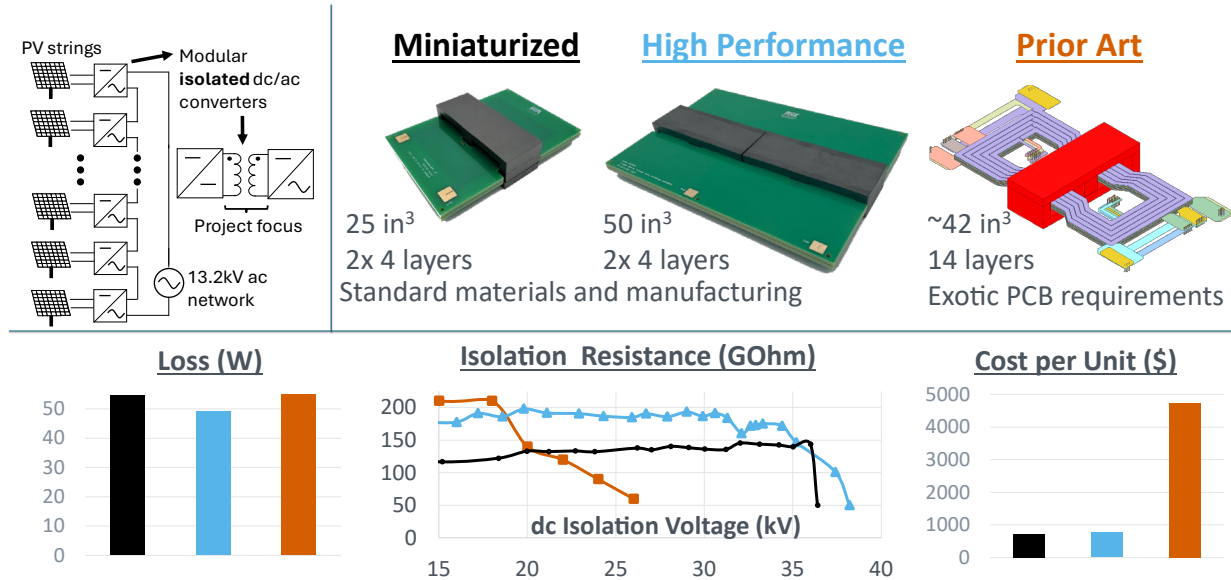 PV strings
Modular
isolated dc/ac
converters
Project focus
13.2kV ac
network
Miniaturized
25 in³
2x 4 layers
High Performance
50 in³
2x 4 layers
Standard materials and manufacturing
Prior Art
~42 in³
14 layers
Exotic PCB requirements
Loss (W)
50
40
30
20
10
0
Isolation Resistance (GOhm)
200
150
100
50
0
dc Isolation Voltage (kV)
15 20 25 30 35 40
Cost per Unit ($)
5000
4000
3000
2000
1000
0